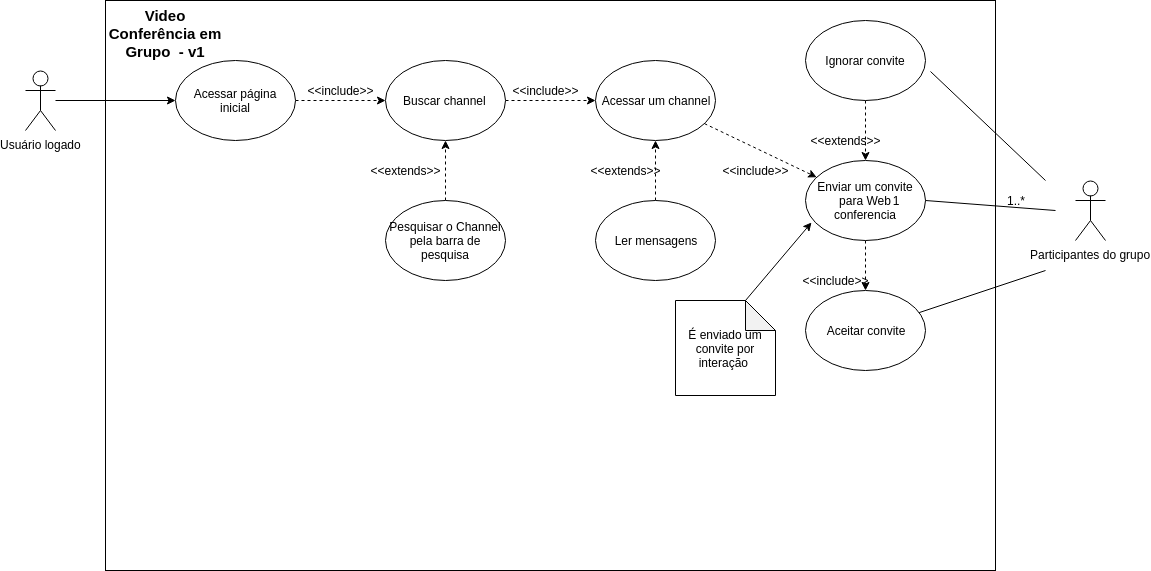 Video
Conferência em
Grupo - v1
Usuário logado
Acessar página
inicial
<<include>>
Buscar channel
<<include>>
Acessar um channel
Ignorar convite
<<extends>>
<<extends>>
<<extends>>
<<include>>
Enviar um convite
para Web 1
conferencia
1..*
Participantes do grupo
Pesquisar o Channel
pela barra de
pesquisa
Ler mensagens
<<include>>
Aceitar convite
É enviado um
convite por
interação